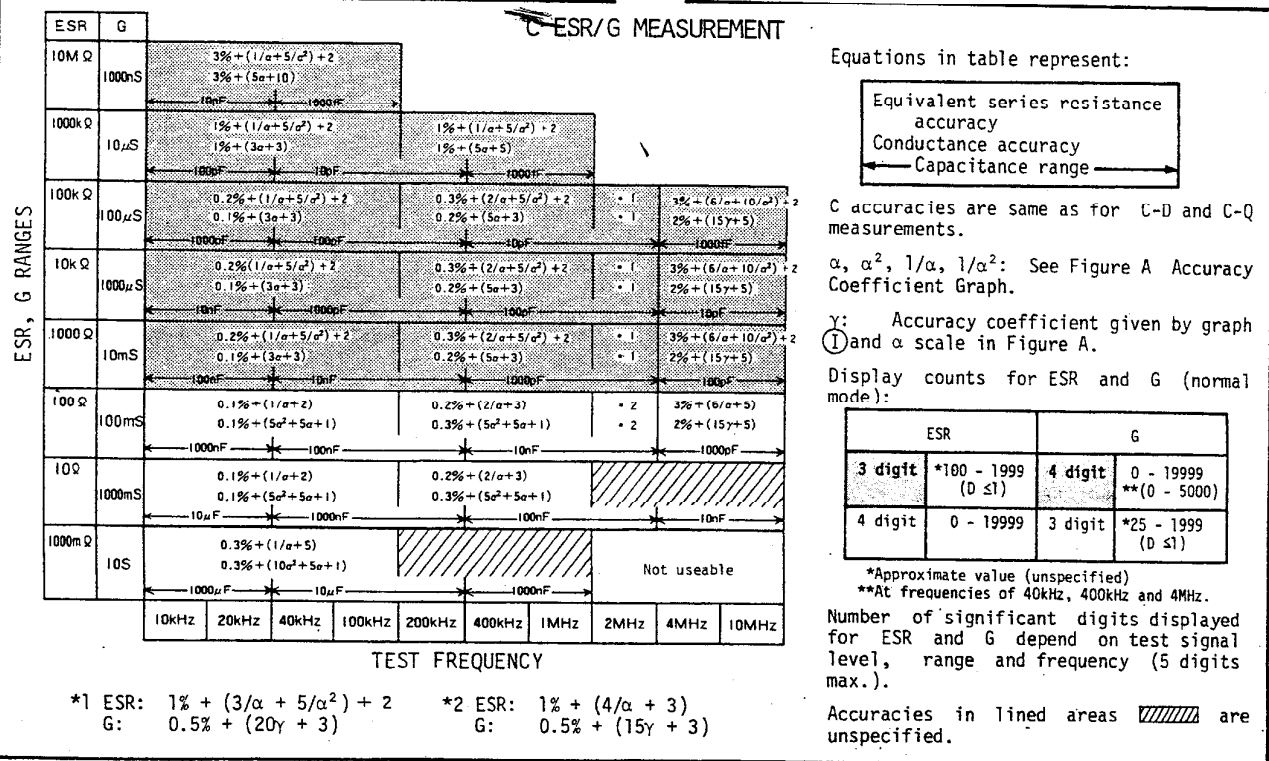 C-ESR/G MEASUREMENT
ESR G
ESR, G RANGES
10MΩ 1000nS
3%+(1/α+5/α²)+2
3%+(5α+10)
10nF 1000fF
1000kΩ 10µS
1%+(1/α+5/α²)+2 1%+(1/α+5/α²)+2
1%+(3α+3) 1%+(5α+5)
100pF 10pF 1000fF
100kΩ 100µS
0.2%+(1/α+5/α²)+2 0.3%+(2/α+5/α²)+2 *1 3%+(6/α+10/α²)+2
0.1%+(3α+3) 0.2%+(5α+3) *1 2%+(15γ+5)
1000pF 100pF 10pF 1000fF
10kΩ 1000µS
0.2%(1/α+5/α²)+2 0.3%+(2/α+5/α²)+2 *1 3%+(6/α+10/α²)+2
0.1%+(3α+3) 0.2%+(5α+3) *1 2%+(15γ+5)
10nF 1000pF 100pF 10pF
1000Ω 10mS
0.2%+(1/α+5/α²)+2 0.3%+(2/α+5/α²)+2 *1 3%+(6/α+10/α²)+2
0.1%+(3α+3) 0.2%+(5α+3) *1 2%+(15γ+5)
100nF 10nF 1000pF 100pF
100Ω 100mS
0.1%+(1/α+2) 0.2%+(2/α+3) *2 3%+(6/α+5)
0.1%+(5α²+5α+1) 0.3%+(5α²+5α+1) *2 2%+(15γ+5)
1000nF 100nF 10nF 1000pF
10Ω 1000mS
0.1%+(1/α+2) 0.2%+(2/α+3)
0.1%+(5α²+5α+1) 0.3%+(5α²+5α+1)
10µF 1000nF 100nF 10nF
1000mΩ 10S
0.3%+(1/α+5)
0.3%+(10α²+5α+1) Not useable
1000µF 10µF 1000nF
10kHz 20kHz 40kHz 100kHz 200kHz 400kHz 1MHz 2MHz 4MHz 10MHz
TEST FREQUENCY
*1 ESR: 1% + (3/α + 5/α²) + 2 *2 ESR: 1% + (4/α + 3)
G: 0.5% + (20γ + 3) G: 0.5% + (15γ + 3)
Equations in table represent:
Equivalent series resistance
accuracy
Conductance accuracy
Capacitance range
C accuracies are same as for C-D and C-Q
measurements.
α, α², 1/α, 1/α²: See Figure A Accuracy
Coefficient Graph.
γ: Accuracy coefficient given by graph
Ⓘ and α scale in Figure A.
Display counts for ESR and G (normal
mode):
ESR G
3 digit *100 - 1999 4 digit 0 - 19999
(D ≤1) **(0 - 5000)
4 digit 0 - 19999 3 digit *25 - 1999
(D ≤1)
*Approximate value (unspecified)
**At frequencies of 40kHz, 400kHz and 4MHz.
Number of significant digits displayed
for ESR and G depend on test signal
level, range and frequency (5 digits
max.).
Accuracies in lined areas are
unspecified.